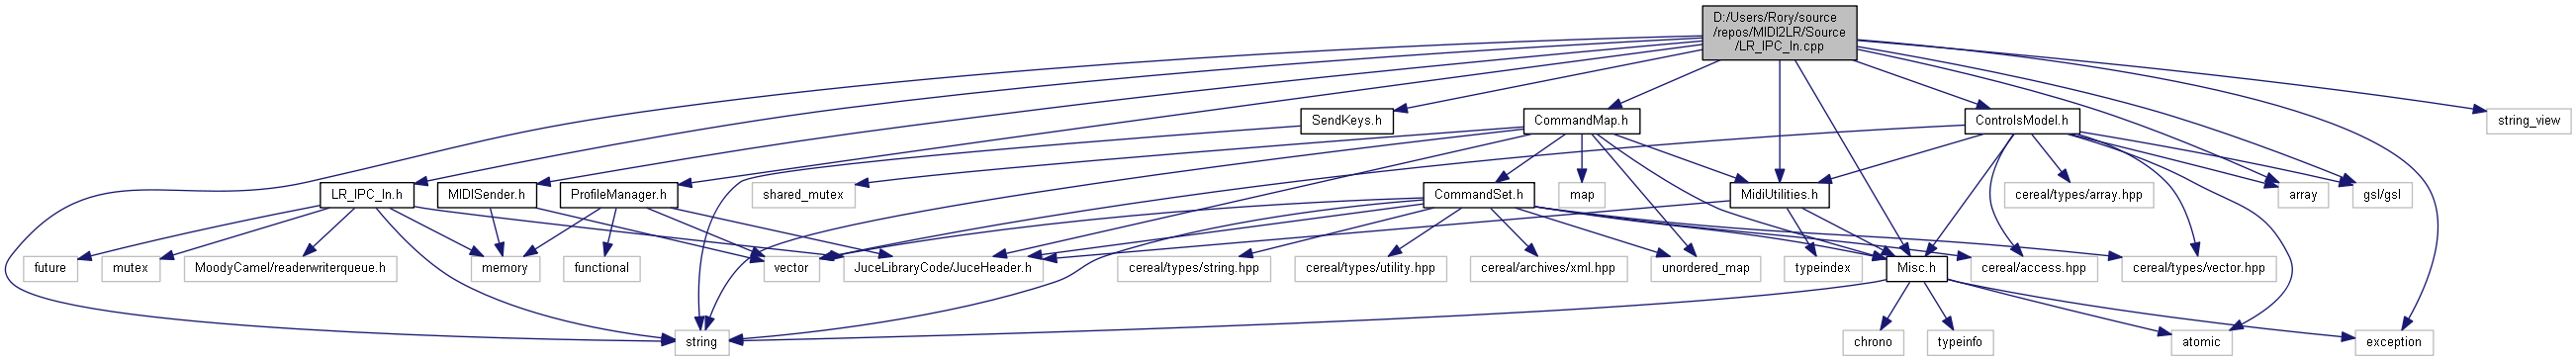 D:/Users/Rory/source
/repos/MIDI2LR/Source
/LR_IPC_In.cpp
SendKeys.h
CommandMap.h
ControlsModel.h
string_view
LR_IPC_In.h
MIDISender.h
ProfileManager.h
shared_mutex
CommandSet.h
map
MidiUtilities.h
cereal/types/array.hpp
array
gsl/gsl
future
mutex
MoodyCamel/readerwriterqueue.h
memory
functional
vector
JuceLibraryCode/JuceHeader.h
cereal/types/string.hpp
cereal/types/utility.hpp
cereal/archives/xml.hpp
unordered_map
typeindex
Misc.h
cereal/access.hpp
cereal/types/vector.hpp
string
chrono
typeinfo
atomic
exception